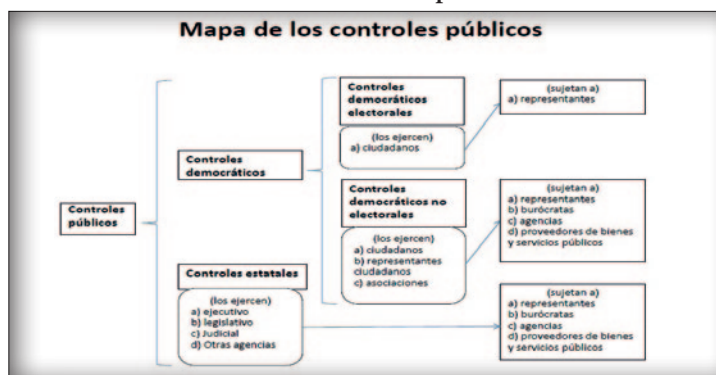 Mapa de los controles públicos
Controles
públicos
Controles
democráticos
Controles
democráticos
electorales
(los ejercen)
a) ciudadanos
(sujetan a)
a) representantes
Controles
democráticos no
electorales
(los ejercen)
a) ciudadanos
b) representantes
ciudadanos
c) asociaciones
(sujetan a)
a) representantes
b) burócratas
c) agencias
d) proveedores de bienes
y servicios públicos
Controles estatales
(los ejercen)
a) ejecutivo
b) legislativo
c) Judicial
d) Otras agencias
(sujetan a)
a) representantes
b) burócratas
c) agencias
d) proveedores de bienes
y servicios públicos